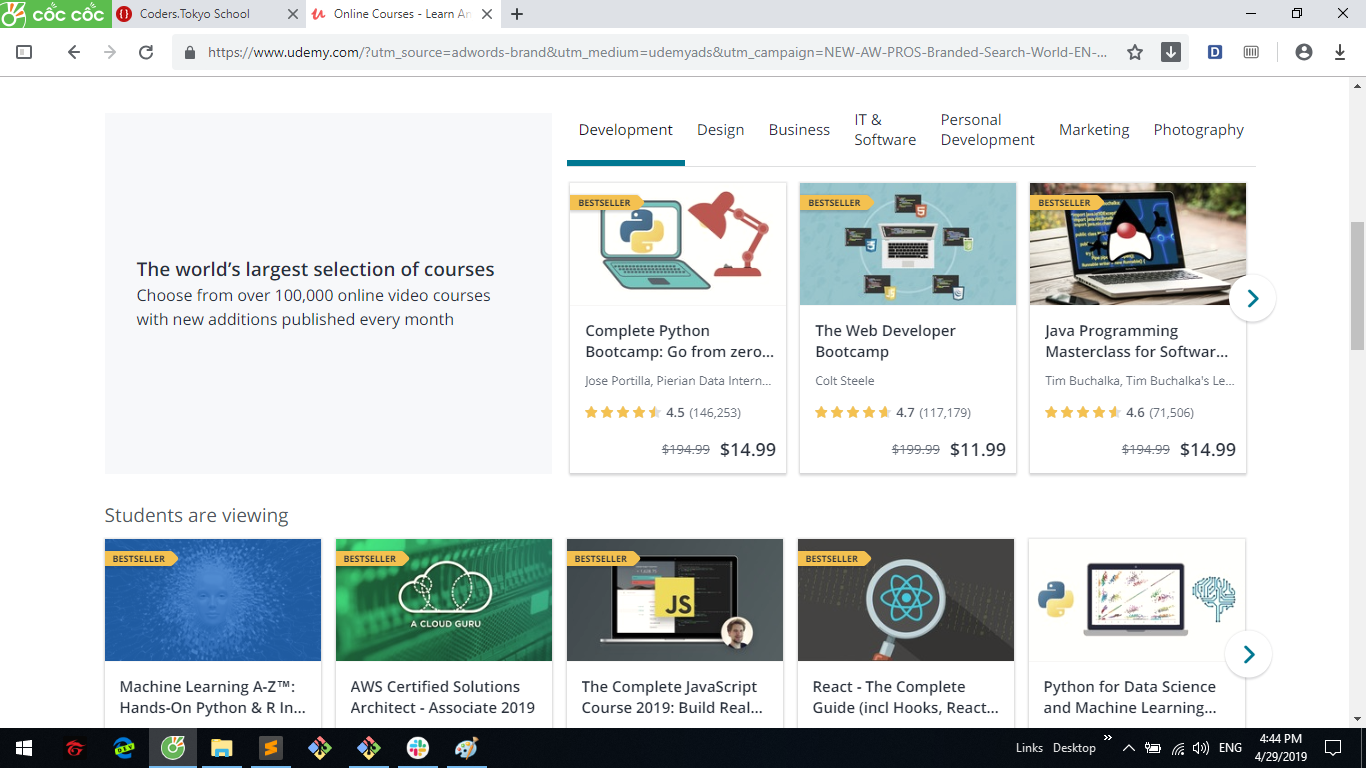 cốc cốc
Coders.Tokyo School
Online Courses - Learn An
https://www.udemy.com/?utm_source=adwords-brand&utm_medium=udemyads&utm_campaign=NEW-AW-PROS-Branded-Search-World-EN-...
Development
Design
Business
IT &
Software
Personal
Development
Marketing
Photography
The world’s largest selection of courses
Choose from over 100,000 online video courses
with new additions published every month
BESTSELLER
Complete Python
Bootcamp: Go from zero...
Jose Portilla, Pierian Data Intern...
4.5 (146,253)
$194.99 $14.99
BESTSELLER
The Web Developer
Bootcamp
Colt Steele
4.7 (117,179)
$199.99 $11.99
BESTSELLER
Java Programming
Masterclass for Softwar...
Tim Buchalka, Tim Buchalka's Le...
4.6 (71,506)
$194.99 $14.99
Students are viewing
BESTSELLER
Machine Learning A-Z™:
Hands-On Python & R In...
BESTSELLER
A CLOUD GURU
AWS Certified Solutions
Architect - Associate 2019
BESTSELLER
JS
The Complete JavaScript
Course 2019: Build Real...
BESTSELLER
React - The Complete
Guide (incl Hooks, React...
Python for Data Science
and Machine Learning...
Links Desktop
ENG
4:44 PM
4/29/2019